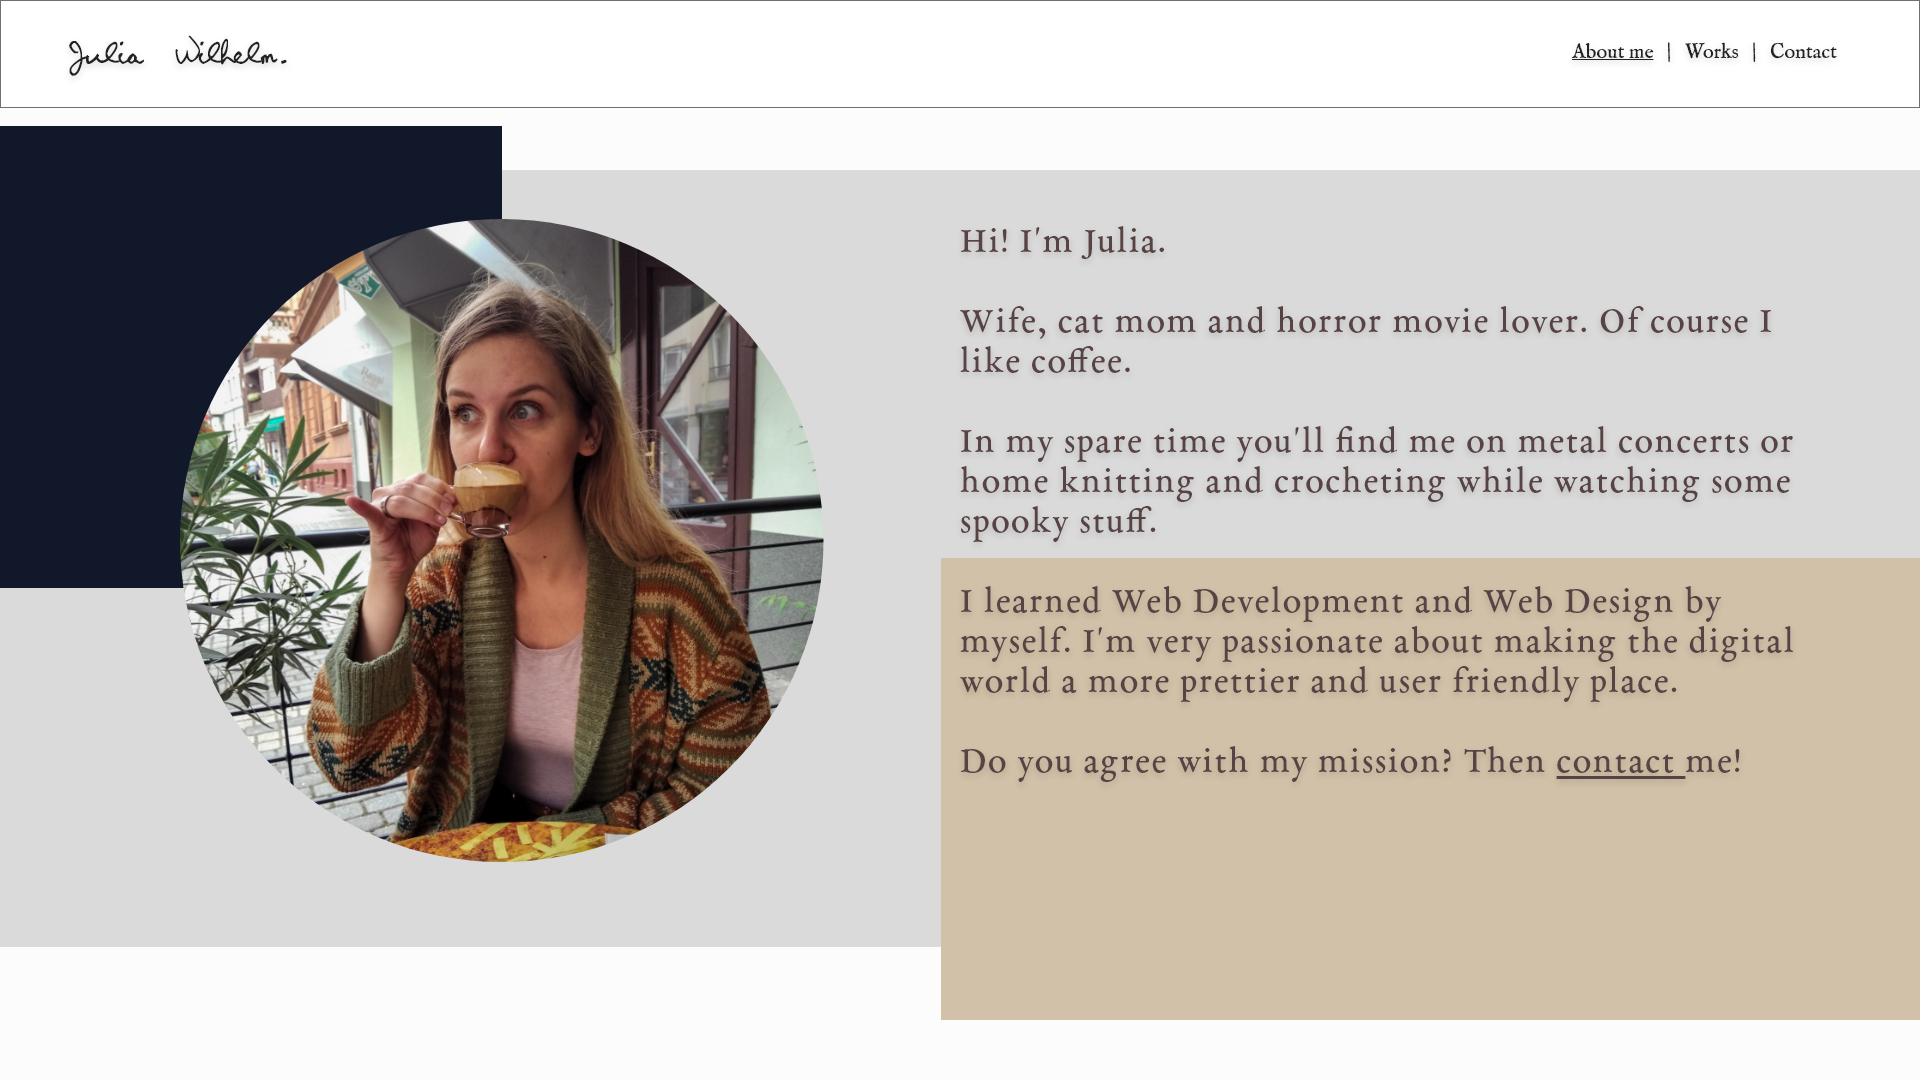 Julia Wilhelm.
About me | Works | Contact
Hi! I'm Julia.
Wife, cat mom and horror movie lover. Of course I
like coffee.
In my spare time you'll find me on metal concerts or
home knitting and crocheting while watching some
spooky stuff.
I learned Web Development and Web Design by
myself. I'm very passionate about making the digital
world a more prettier and user friendly place.
Do you agree with my mission? Then contact me!